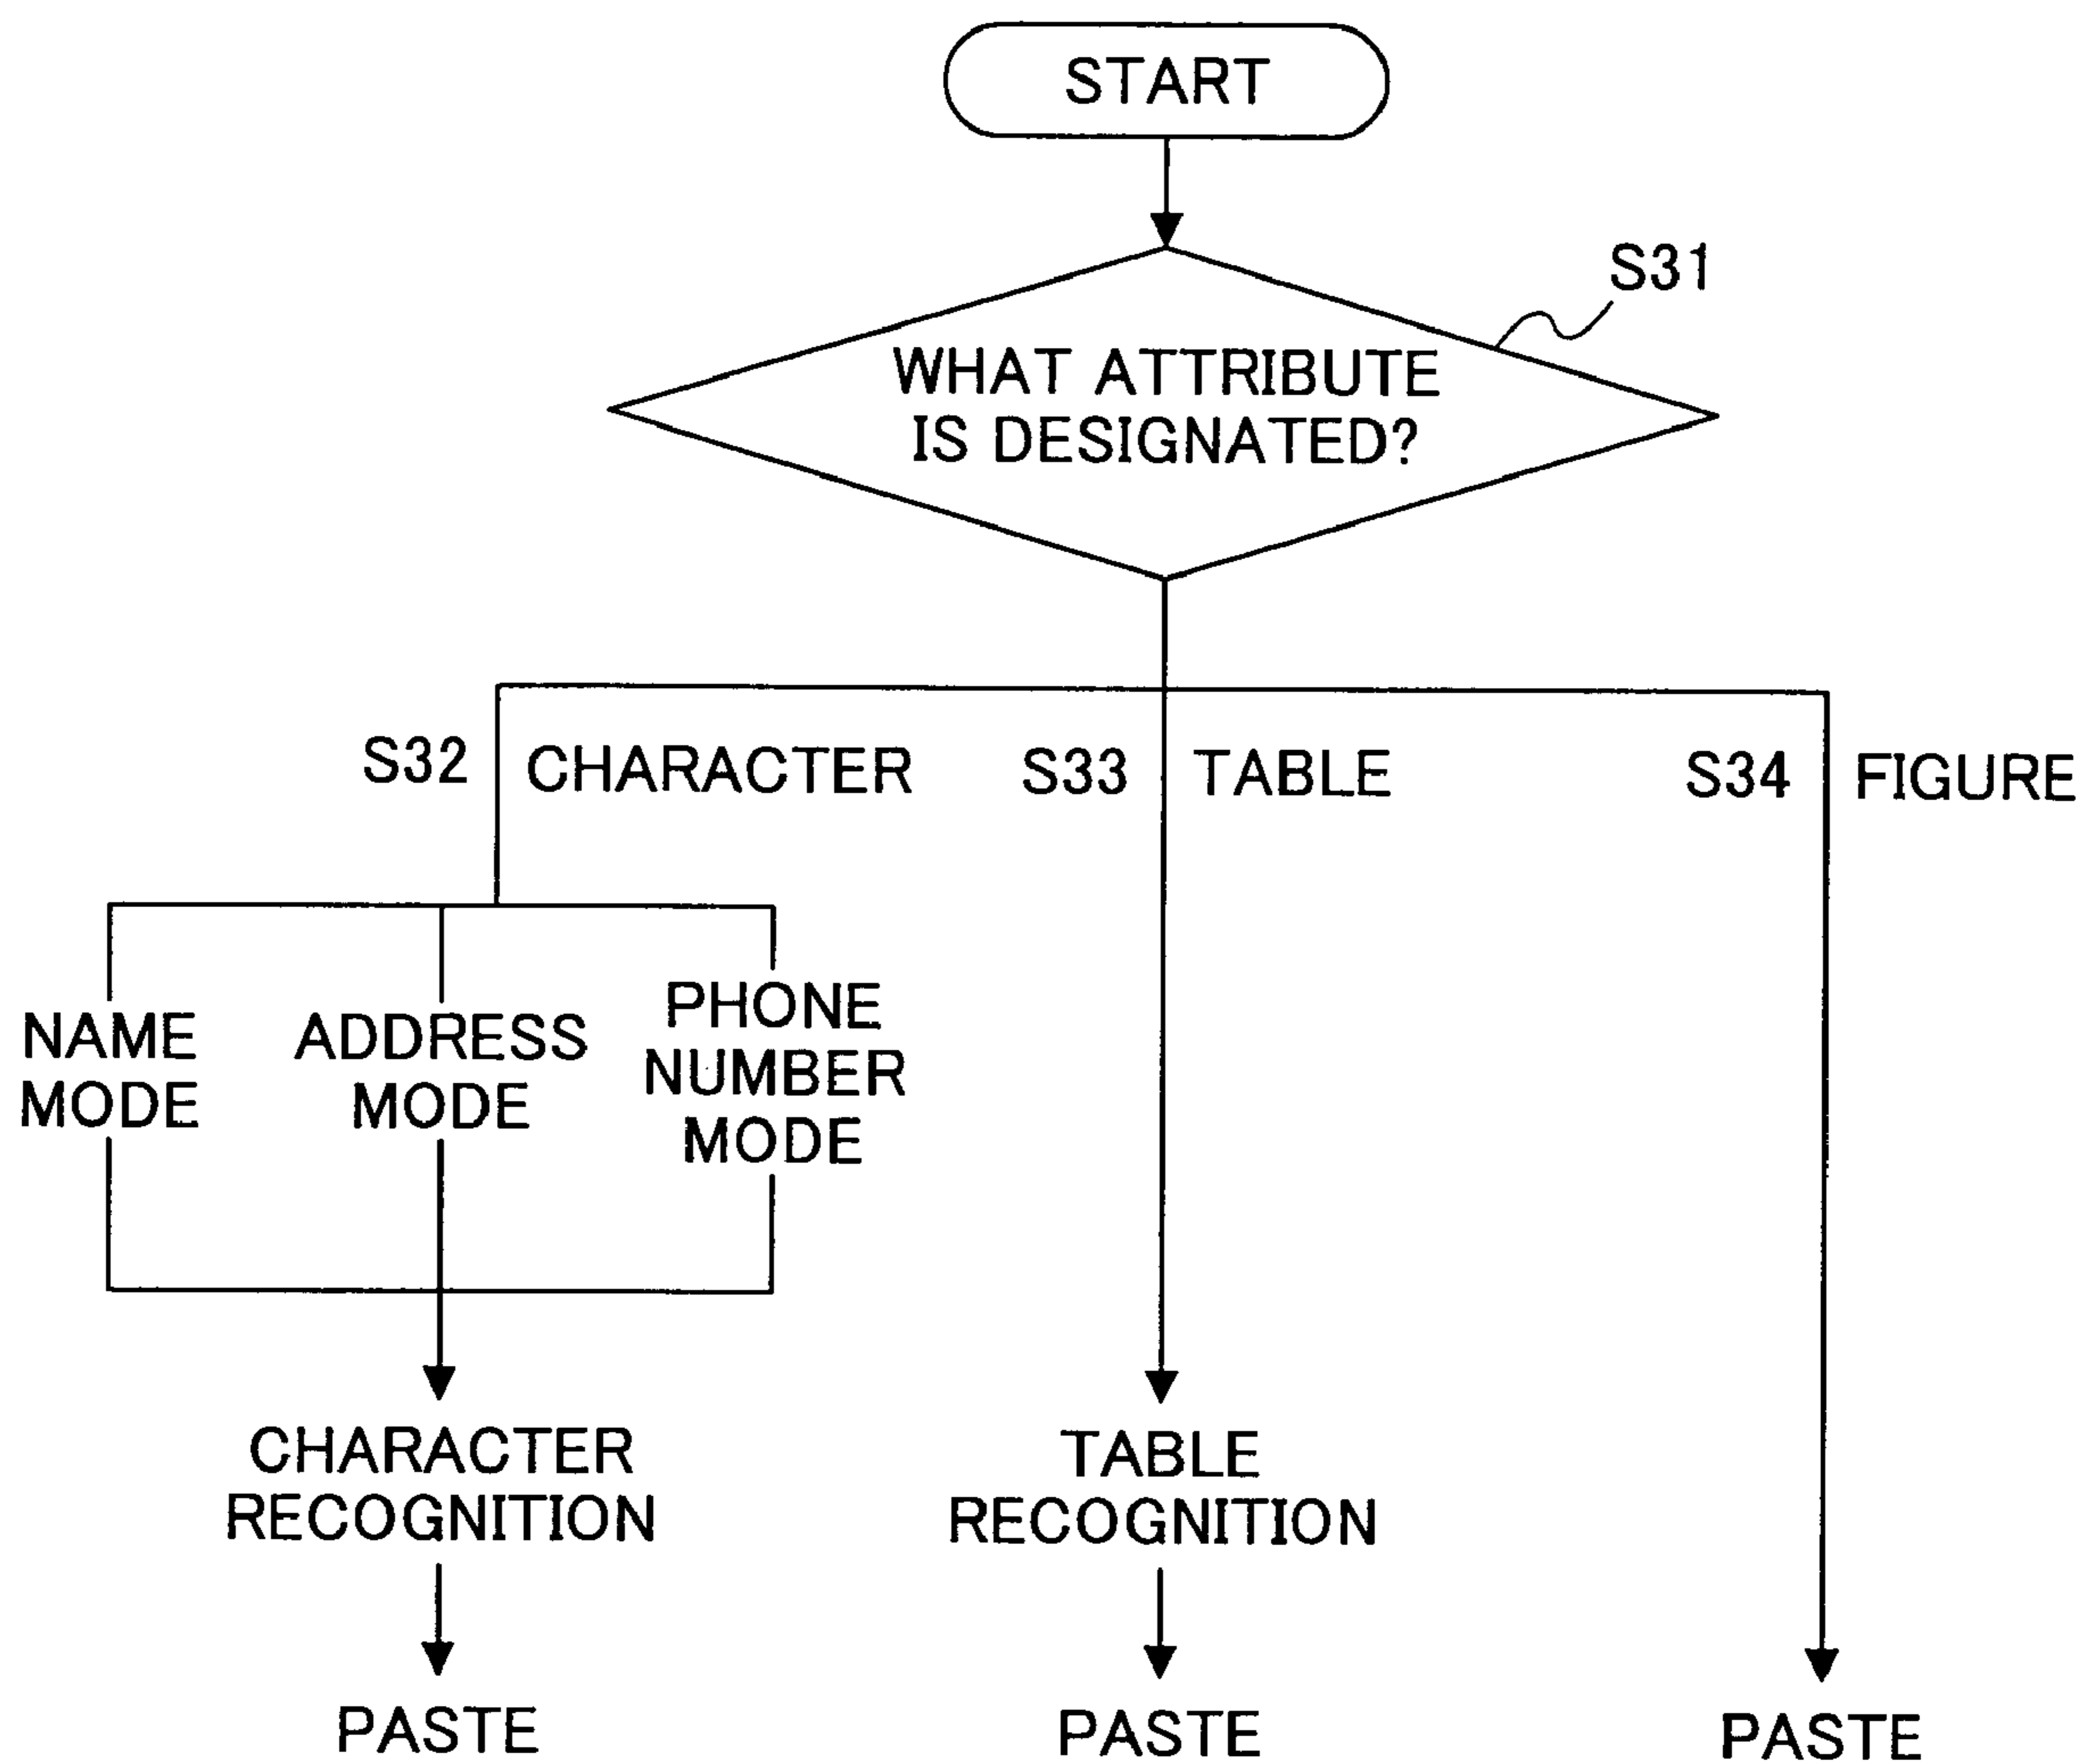 START
S31
WHAT ATTRIBUTE
IS DESIGNATED?
S32
CHARACTER
S33
TABLE
S34
FIGURE
NAME
MODE
ADDRESS
MODE
PHONE
NUMBER
MODE
CHARACTER
RECOGNITION
TABLE
RECOGNITION
PASTE
PASTE
PASTE